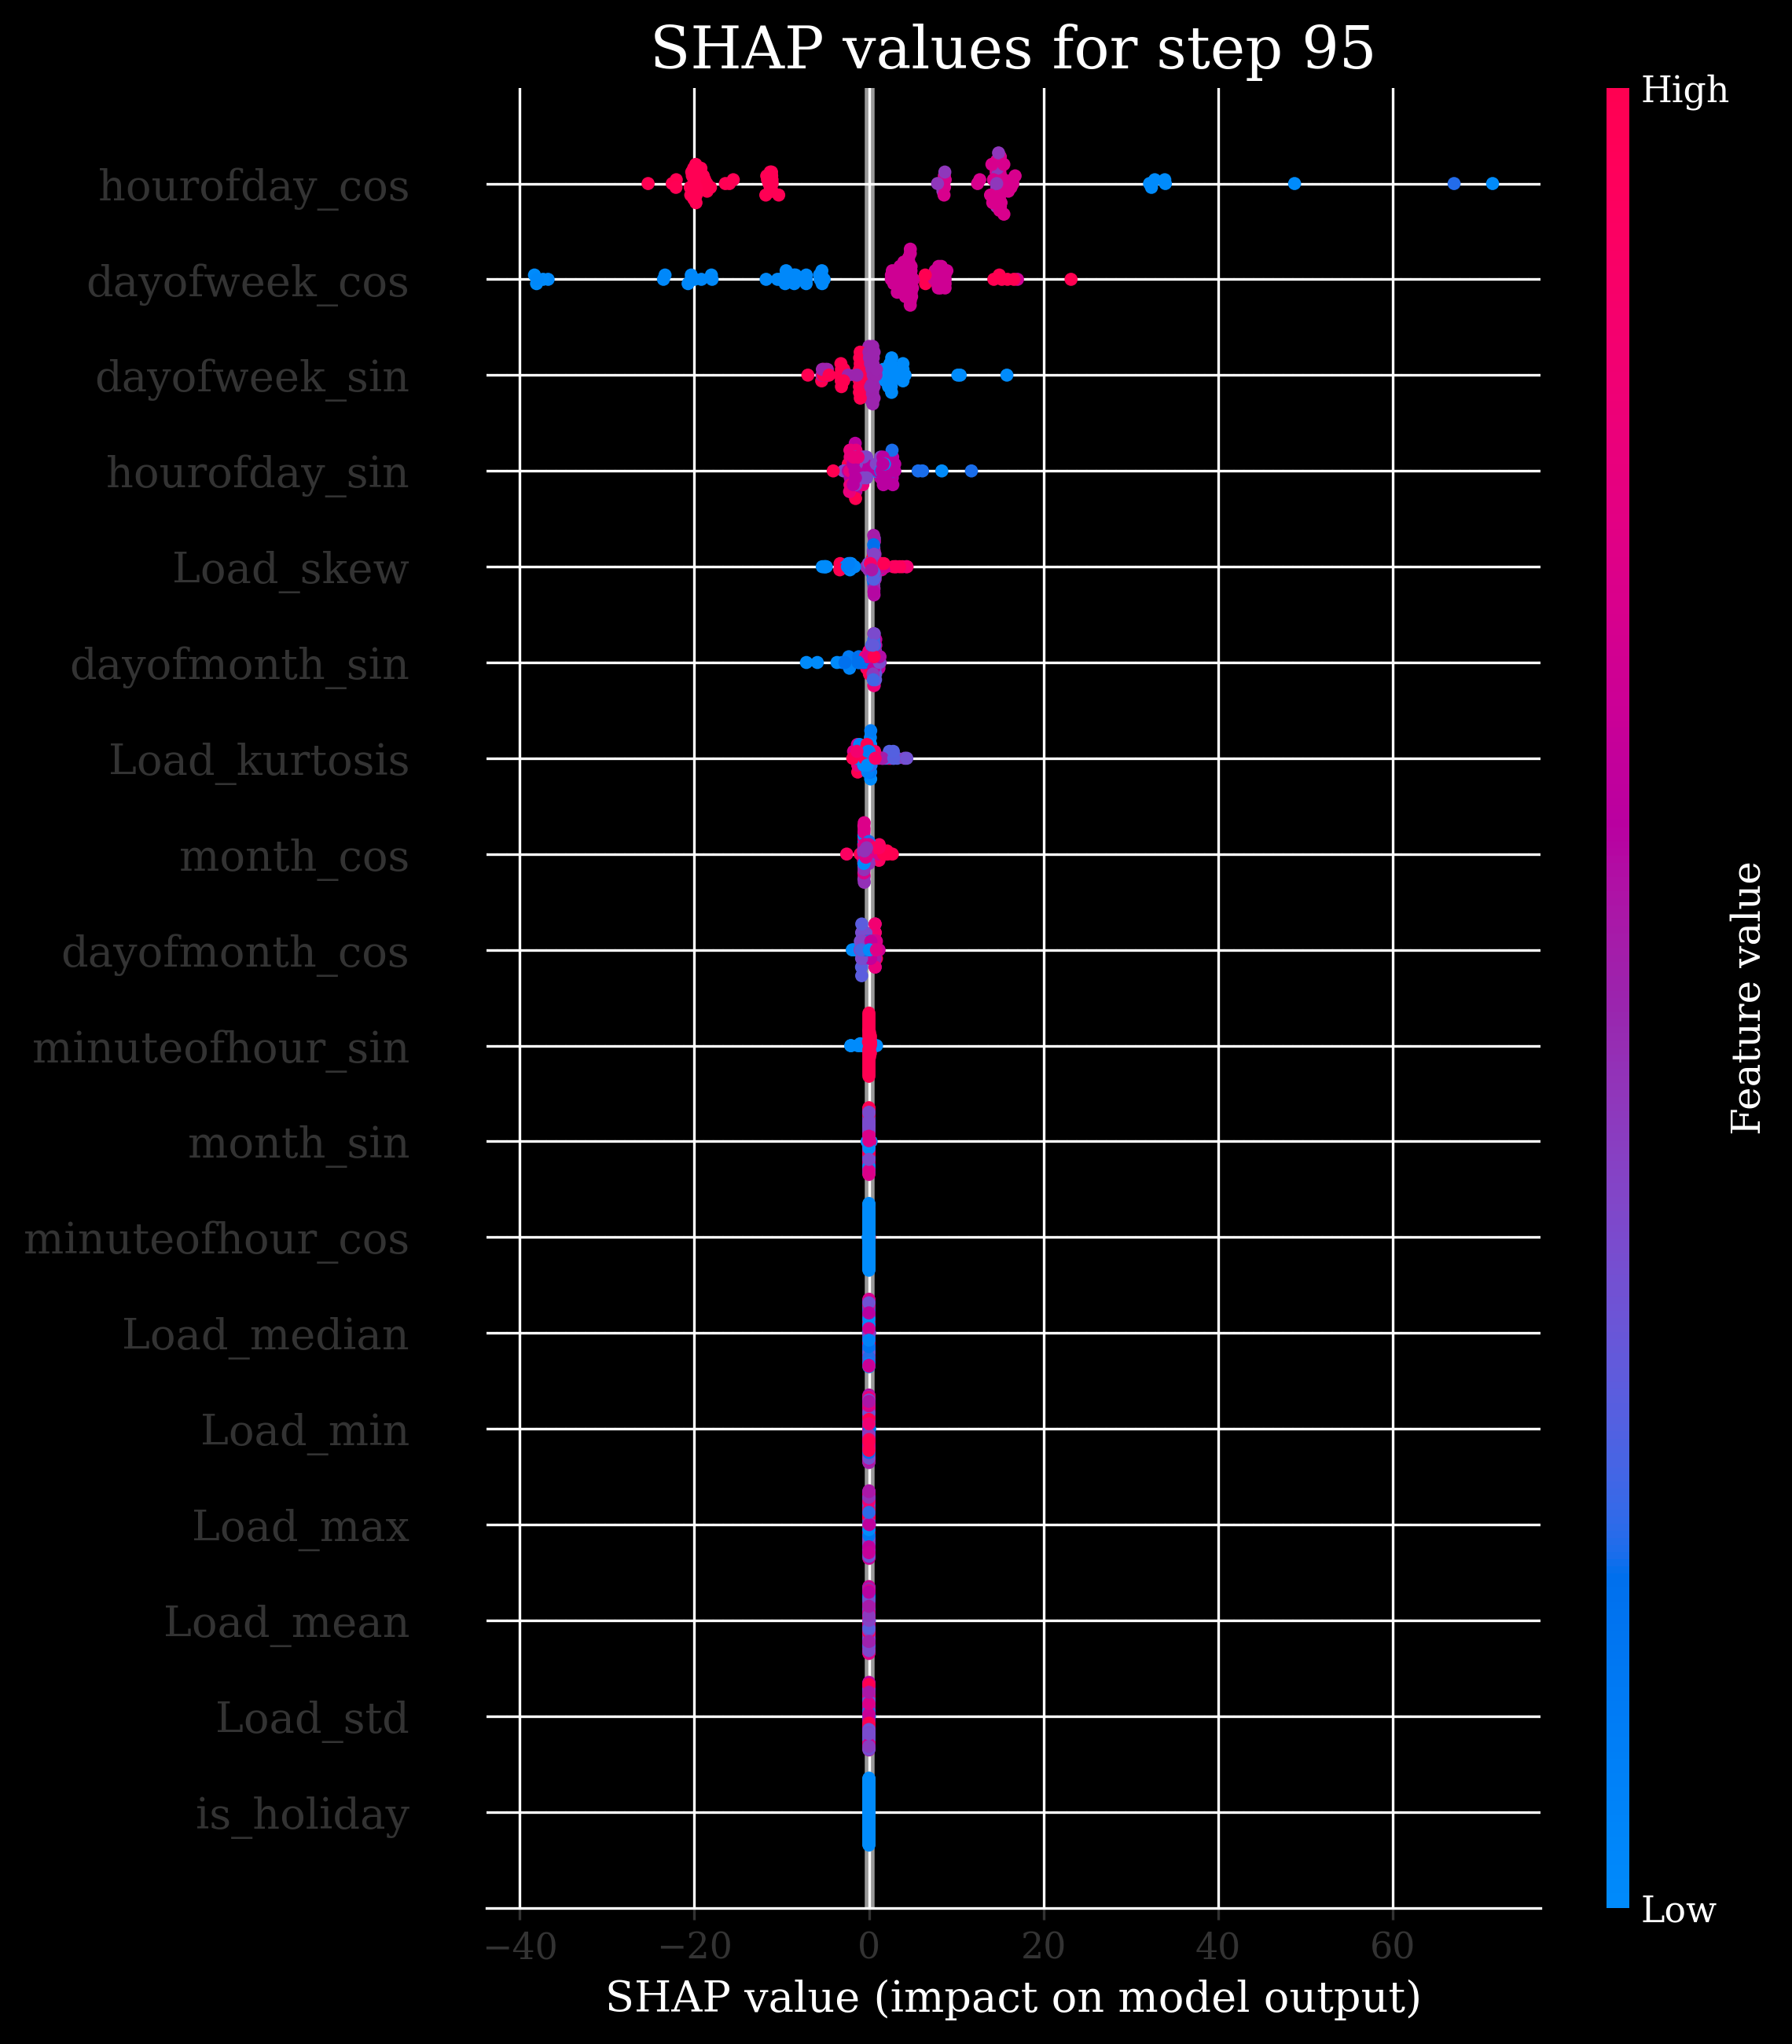 SHAP values for step 95
High
hourofday_cos
dayofweek_cos
dayofweek_sin
hourofday_sin
Load_skew
dayofmonth_sin
Load_kurtosis
month_cos
dayofmonth_cos
minuteofhour_sin
month_sin
minuteofhour_cos
Load_median
Load_min
Load_max
Load_mean
Load_std
is_holiday
Feature value
Low
−40 −20 0 20 40 60
SHAP value (impact on model output)